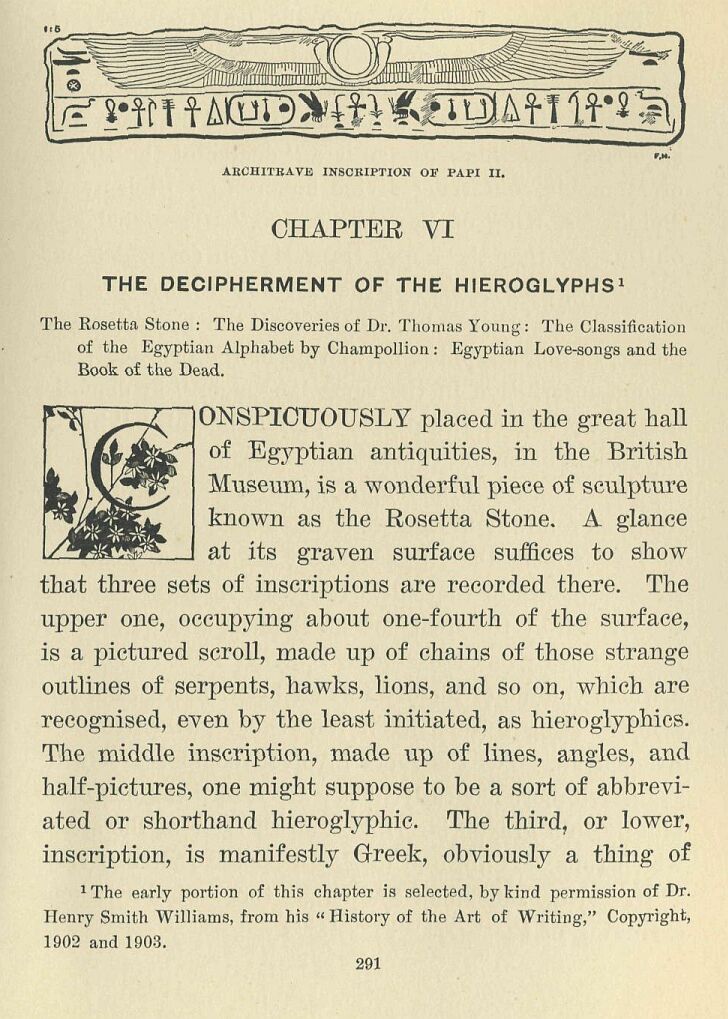 ARCHITRAVE INSCRIPTION OF PAPI II.
CHAPTER VI
THE DECIPHERMENT OF THE HIEROGLYPHS¹
The Rosetta Stone : The Discoveries of Dr. Thomas Young : The Classification
of the Egyptian Alphabet by Champollion : Egyptian Love-songs and the
Book of the Dead.
CONSPICUOUSLY placed in the great hall
of Egyptian antiquities, in the British
Museum, is a wonderful piece of sculpture
known as the Rosetta Stone. A glance
at its graven surface suffices to show
that three sets of inscriptions are recorded there. The
upper one, occupying about one-fourth of the surface,
is a pictured scroll, made up of chains of those strange
outlines of serpents, hawks, lions, and so on, which are
recognised, even by the least initiated, as hieroglyphics.
The middle inscription, made up of lines, angles, and
half-pictures, one might suppose to be a sort of abbrevi-
ated or shorthand hieroglyphic. The third, or lower,
inscription, is manifestly Greek, obviously a thing of
¹ The early portion of this chapter is selected, by kind permission of Dr.
Henry Smith Williams, from his “ History of the Art of Writing,” Copyright,
1902 and 1903.
291